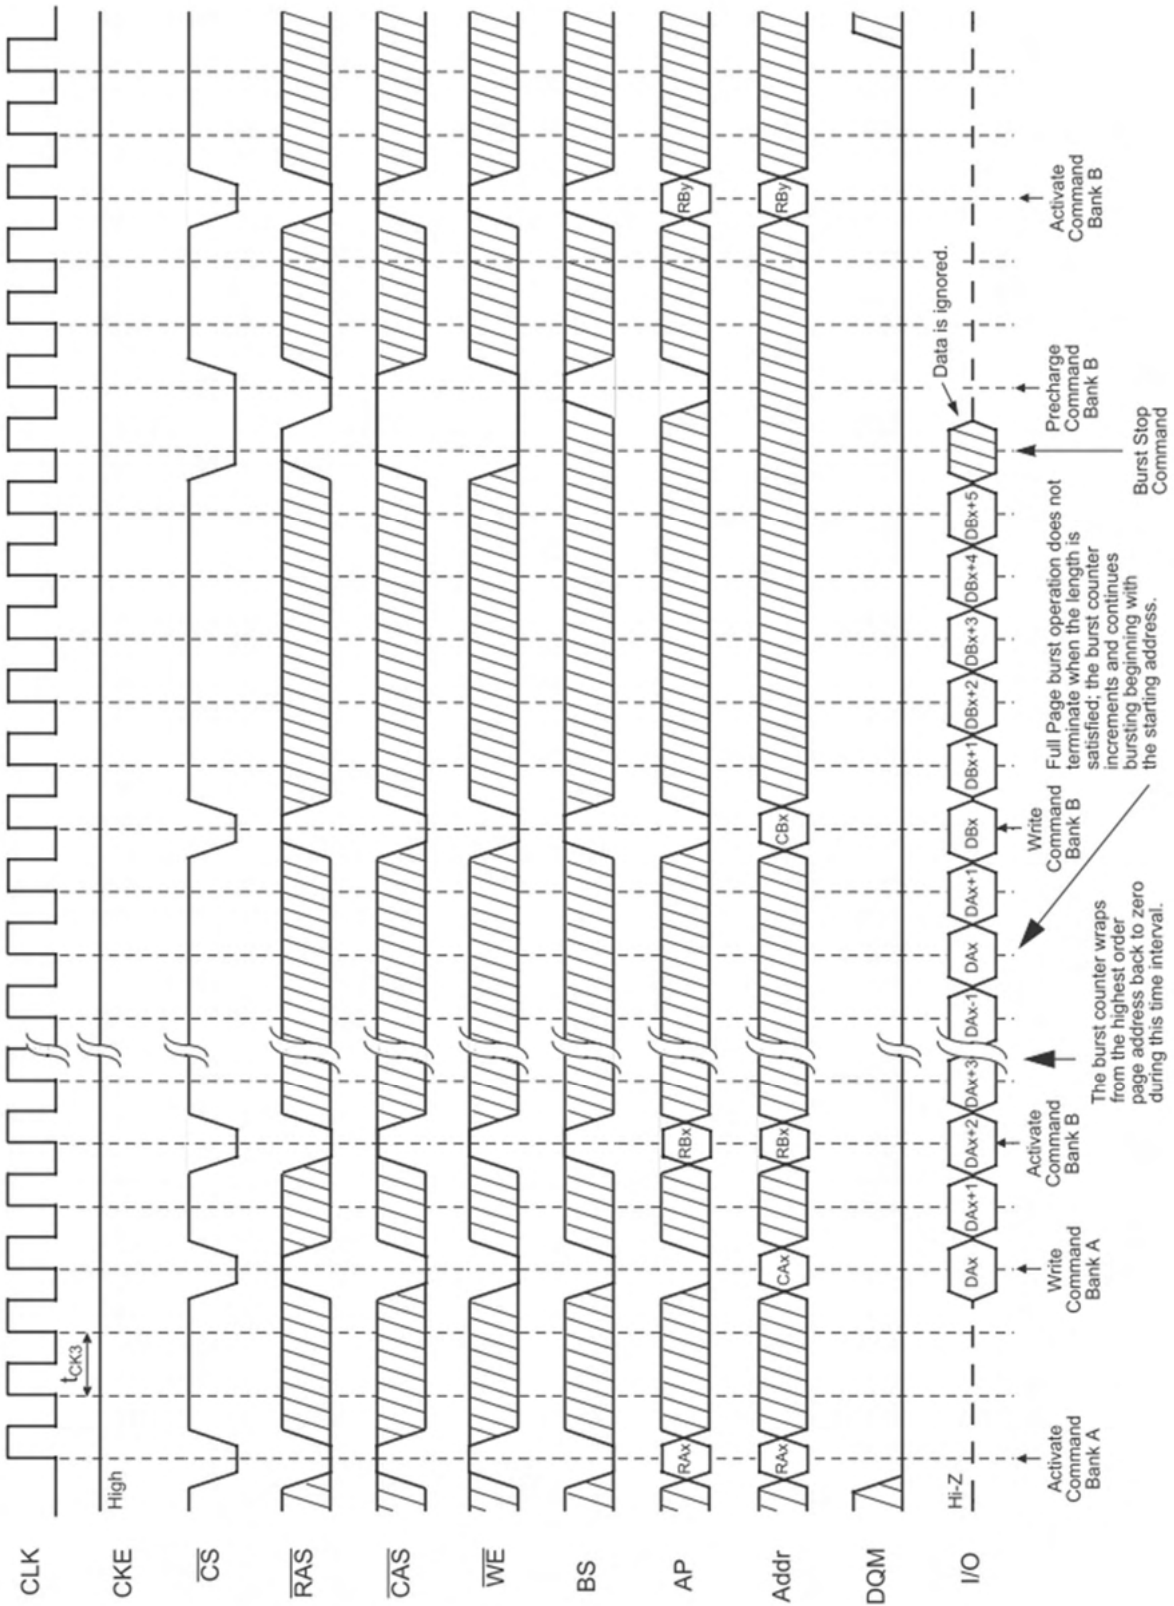 CLK
t_CK3
CKE
High
C̅S̅
R̅A̅S̅
C̅A̅S̅
W̅E̅
BS
AP
RAx
RBx
RBy
Addr
RAx
CAx
RBx
CBx
RBy
DQM
I/O
Hi-Z
DAx
DAx+1
DAx+2
DAx+3
DAx-1
DAx
DAx+1
DBx
DBx+1
DBx+2
DBx+3
DBx+4
DBx+5
Data is ignored.
Activate
Command
Bank A
Write
Command
Bank A
Activate
Command
Bank B
The burst counter wraps
from the highest order
page address back to zero
during this time interval.
Write
Command
Bank B
Full Page burst operation does not
terminate when the length is
satisfied; the burst counter
increments and continues
bursting beginning with
the starting address.
Burst Stop
Command
Precharge
Command
Bank B
Activate
Command
Bank B